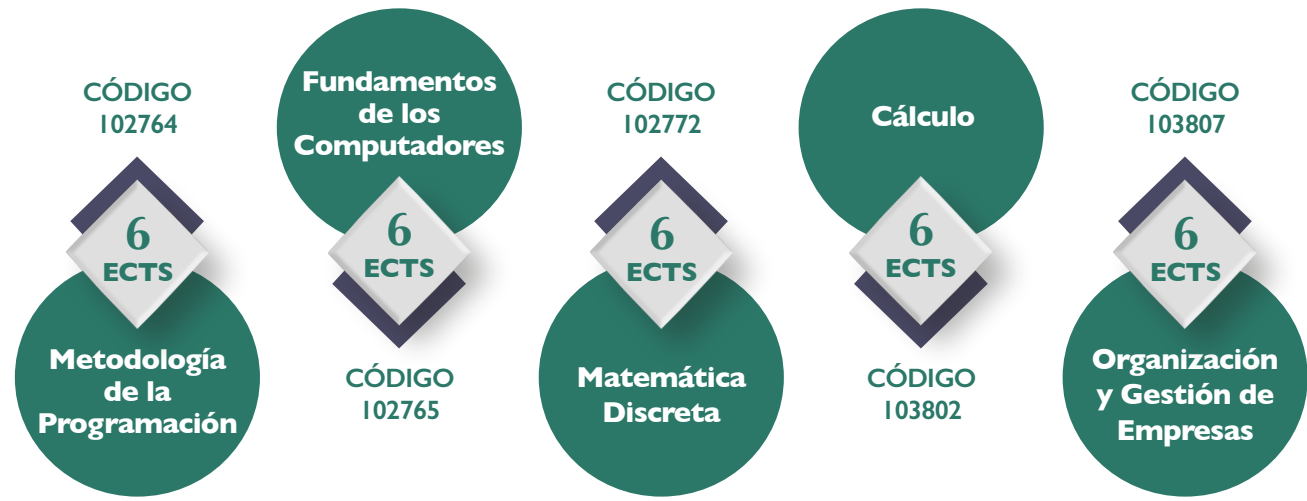 CÓDIGO
102764
6
ECTS
Metodología
de la
Programación
Fundamentos
de los
Computadores
6
ECTS
CÓDIGO
102765
CÓDIGO
102772
6
ECTS
Matemática
Discreta
Cálculo
6
ECTS
CÓDIGO
103802
CÓDIGO
103807
6
ECTS
Organización
y Gestión de
Empresas